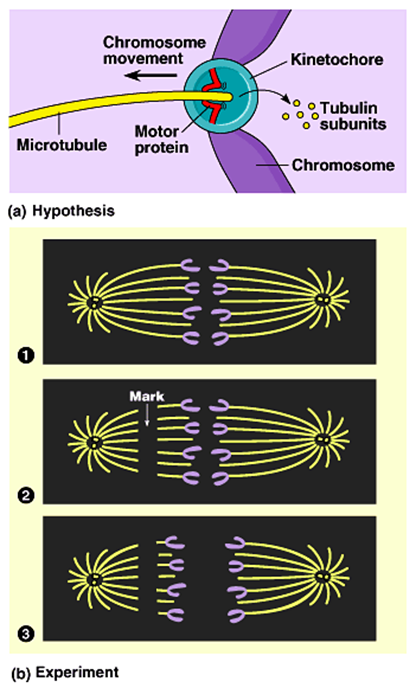 Chromosome
movement
Kinetochore
Tubulin
subunits
Motor
protein
Microtubule
Chromosome
(a) Hypothesis
1
Mark
2
3
(b) Experiment